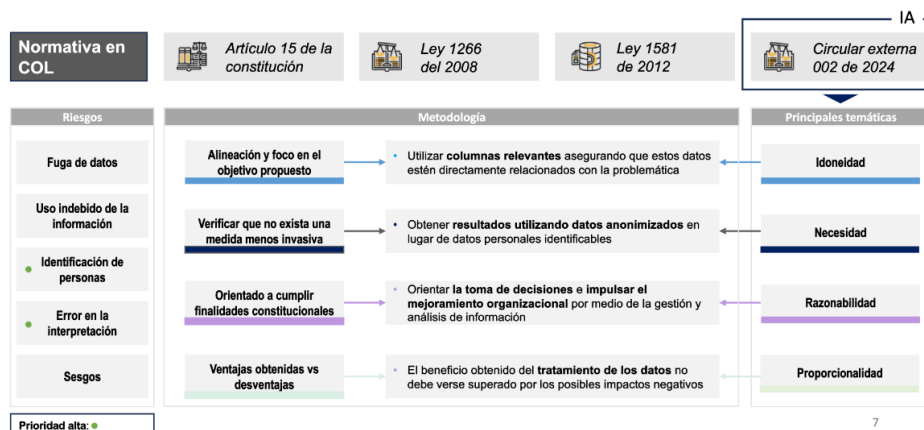 IA
Normativa en
COL
Artículo 15 de la
constitución
Ley 1266
del 2008
Ley 1581
de 2012
Circular externa
002 de 2024
Riesgos
Metodología
Principales temáticas
Fuga de datos
Alineación y foco en el
objetivo propuesto
• Utilizar columnas relevantes asegurando que estos datos
estén directamente relacionados con la problemática
Idoneidad
Uso indebido de la
información
Verificar que no exista una
medida menos invasiva
• Obtener resultados utilizando datos anonimizados en
lugar de datos personales identificables
Necesidad
Identificación de
personas
Orientado a cumplir
finalidades constitucionales
• Orientar la toma de decisiones e impulsar el
mejoramiento organizacional por medio de la gestión y
análisis de información
Razonabilidad
Error en la
interpretación
Sesgos
Ventajas obtenidas vs
desventajas
• El beneficio obtenido del tratamiento de los datos no
debe verse superado por los posibles impactos negativos
Proporcionalidad
Prioridad alta:
7